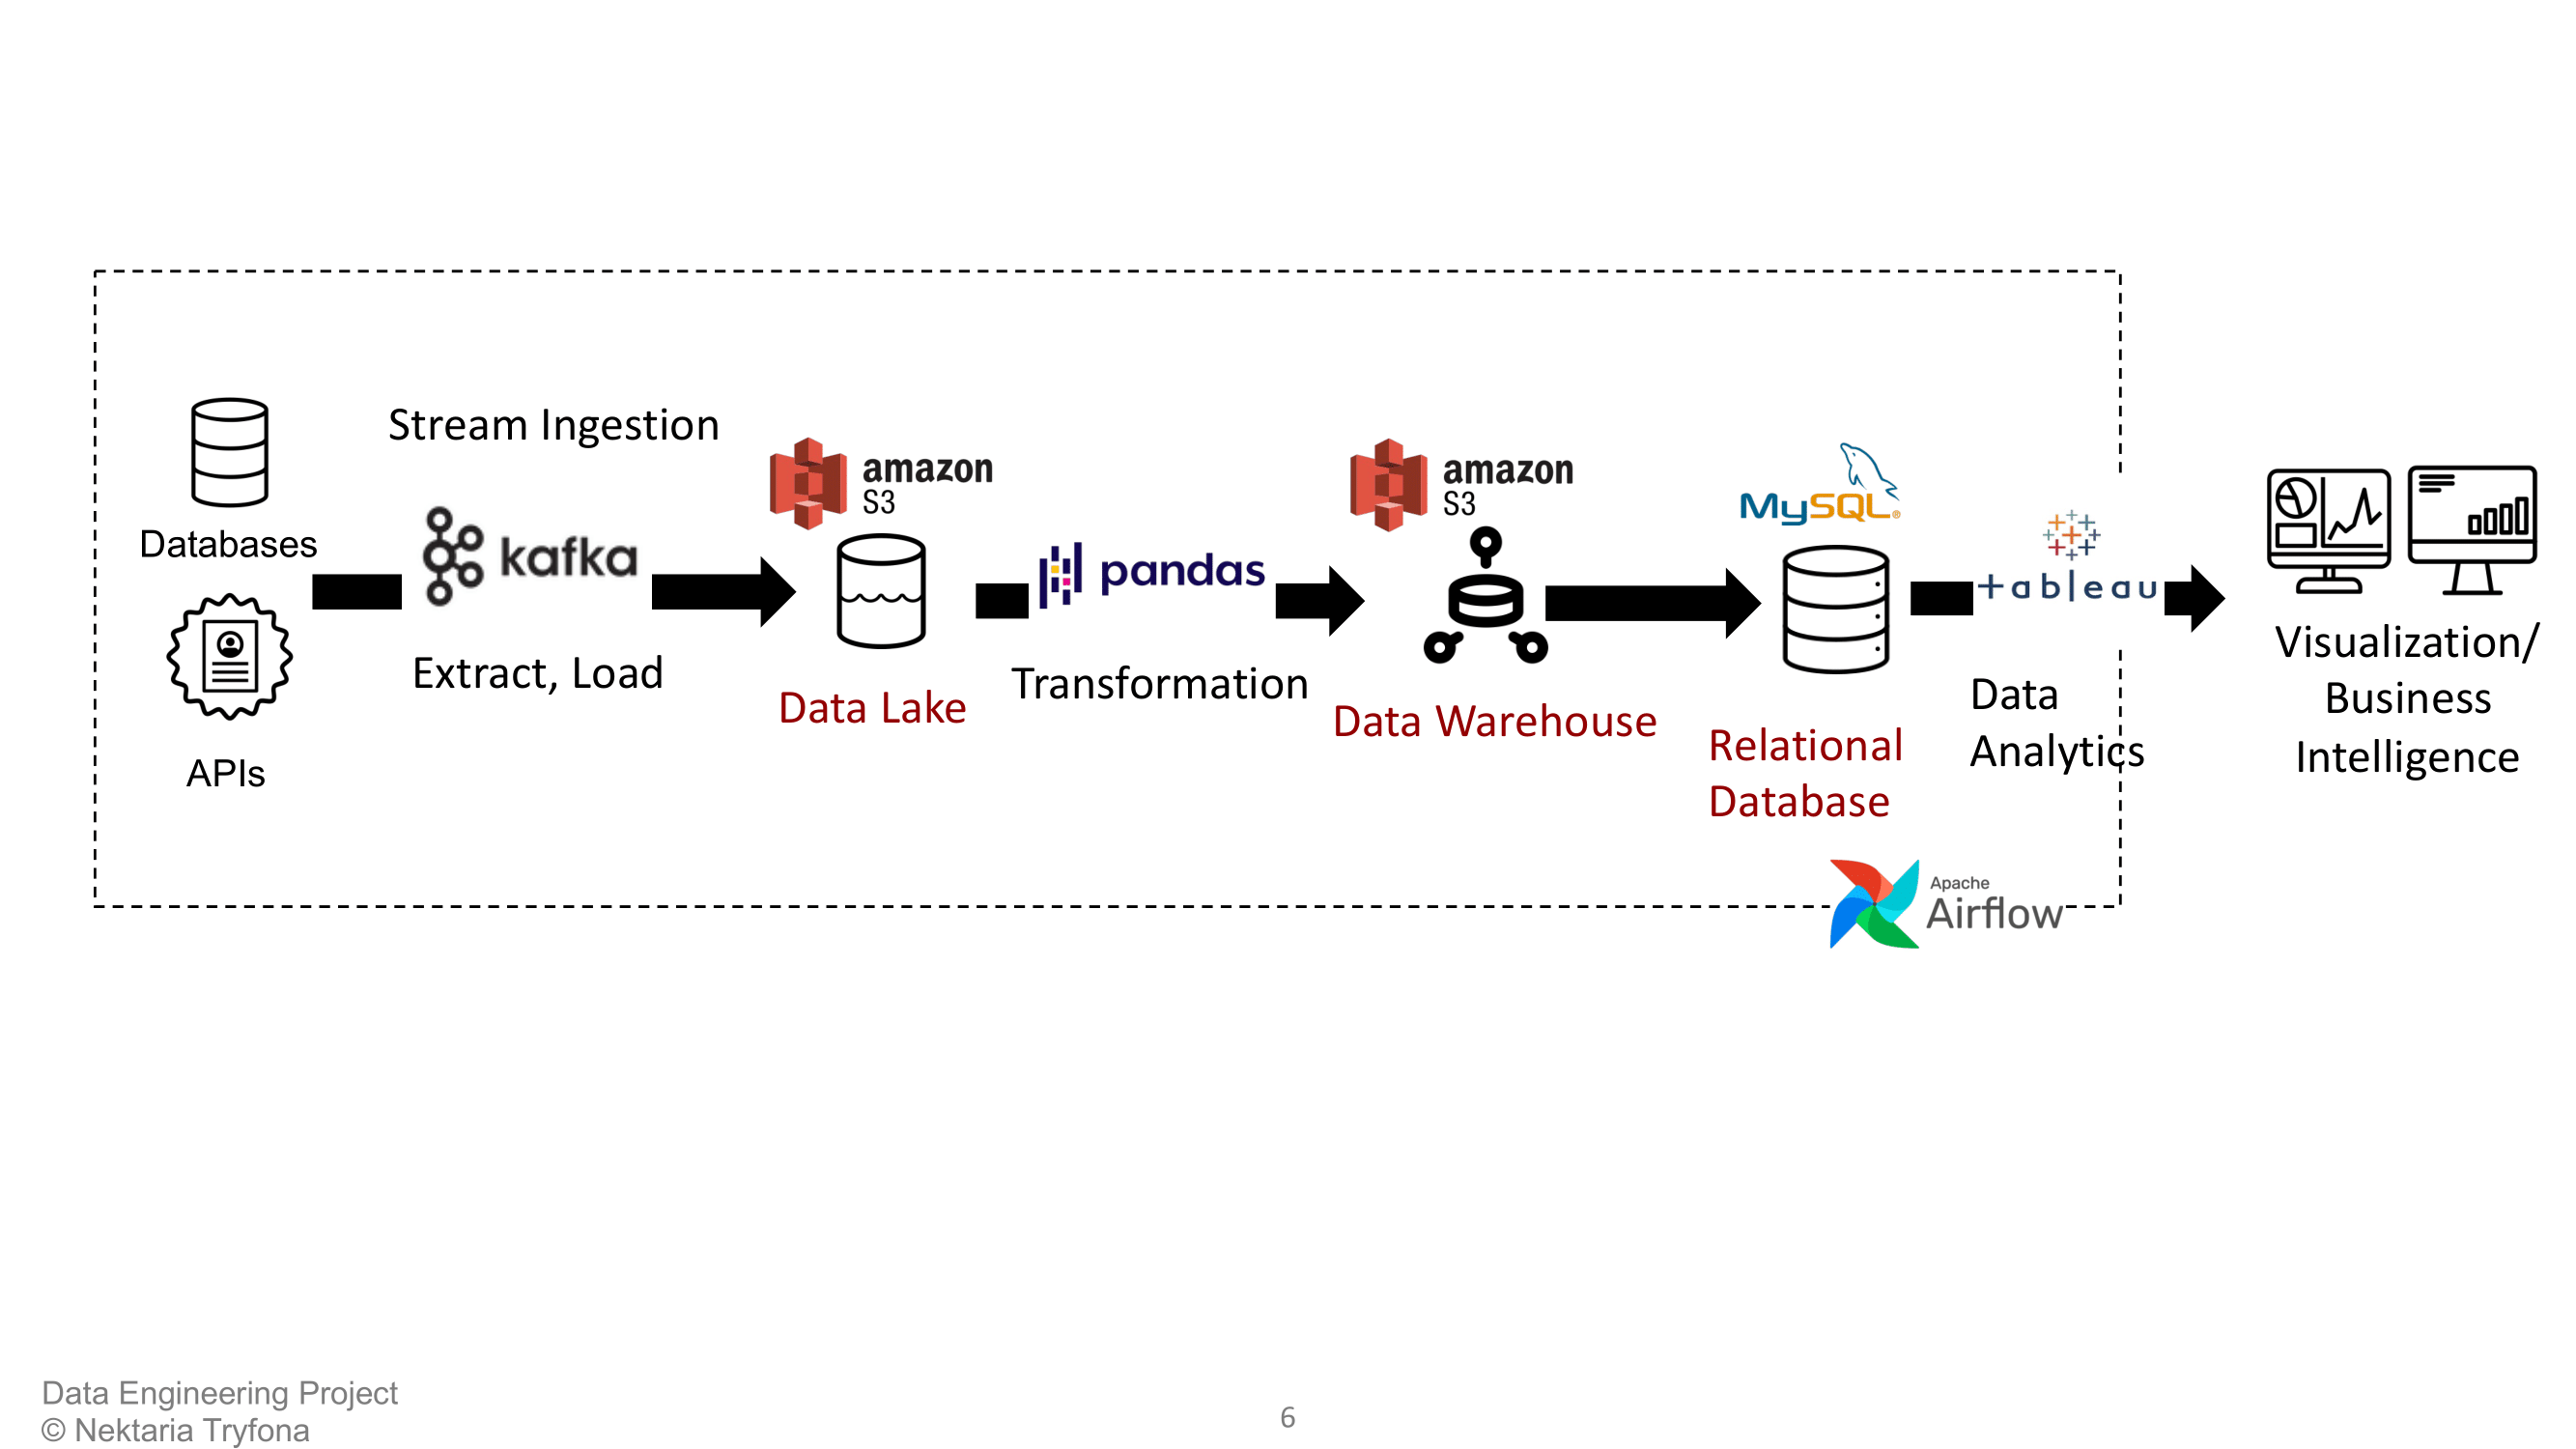 Databases
APIs
Stream Ingestion
kafka
Extract, Load
amazon
S3
Data Lake
pandas
Transformation
amazon
S3
Data Warehouse
MySQL®
Relational
Database
+ableau
Data
Analytics
Visualization/
Business
Intelligence
Apache
Airflow
Data Engineering Project
© Nektaria Tryfona
6